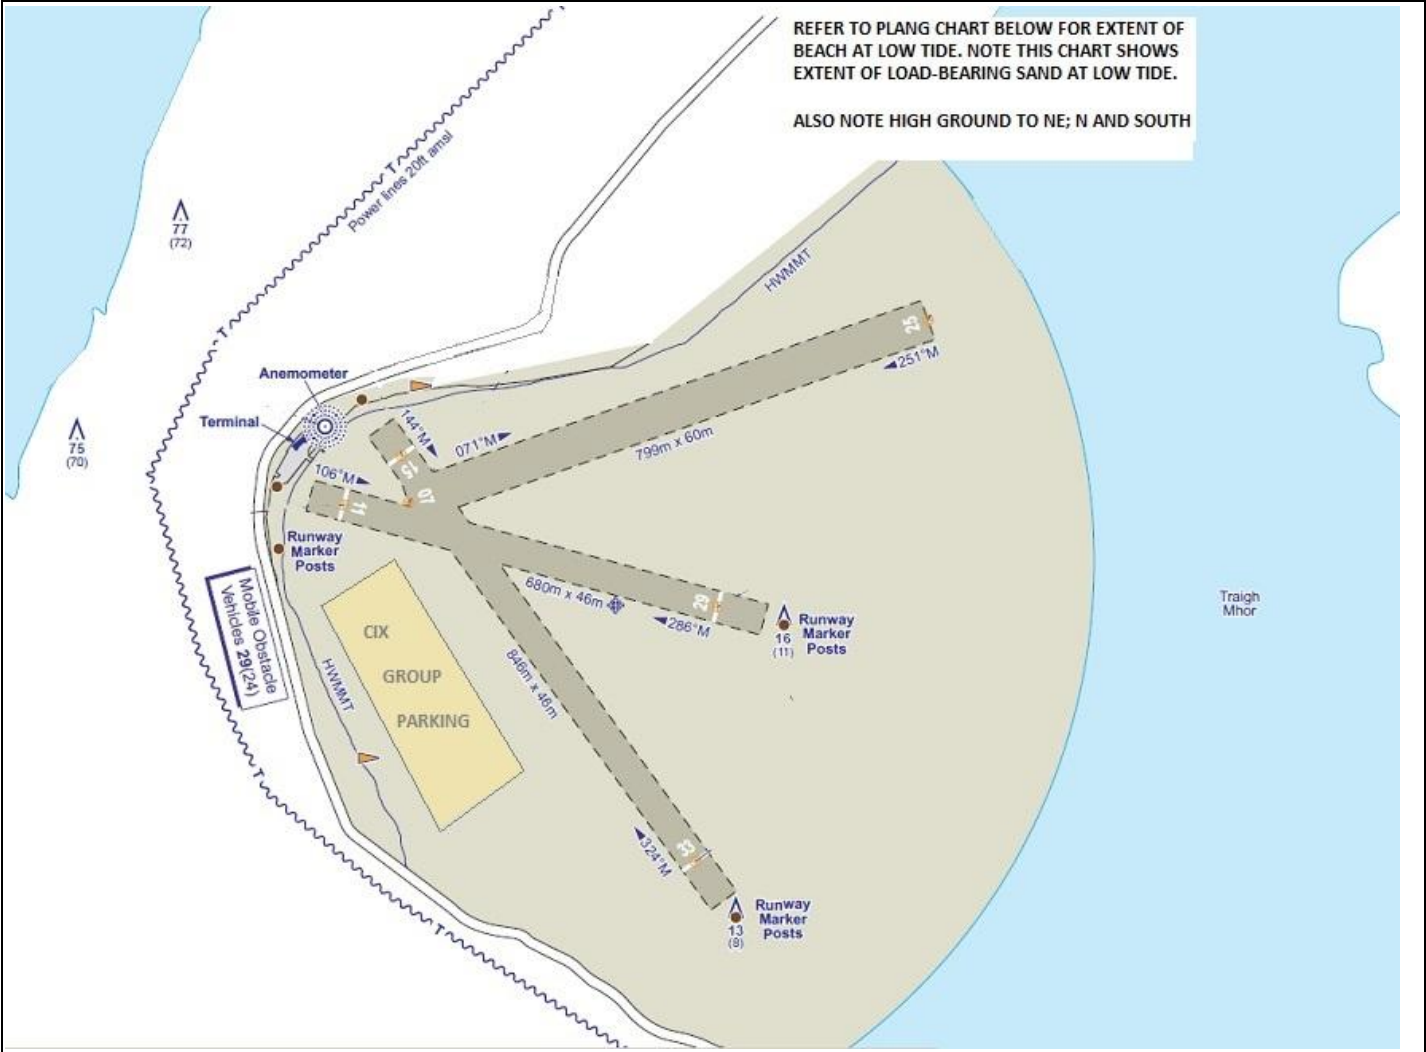 REFER TO PLANG CHART BELOW FOR EXTENT OF
BEACH AT LOW TIDE. NOTE THIS CHART SHOWS
EXTENT OF LOAD-BEARING SAND AT LOW TIDE.
ALSO NOTE HIGH GROUND TO NE; N AND SOUTH
T
Power lines 20ft amsl
77
(72)
HWMMT
25
251°M
T
Anemometer
Terminal
144°M
071°M
799m x 60m
75
(70)
15
07
106°M
11
Runway
Marker
Posts
680m x 46m
29
286°M
16
(11)
Runway
Marker
Posts
Traigh
Mhor
Mobile Obstacle
Vehicles 29(24)
CIX
GROUP
PARKING
HWMMT
846m x 46m
T
33
324°M
13
(8)
Runway
Marker
Posts
T